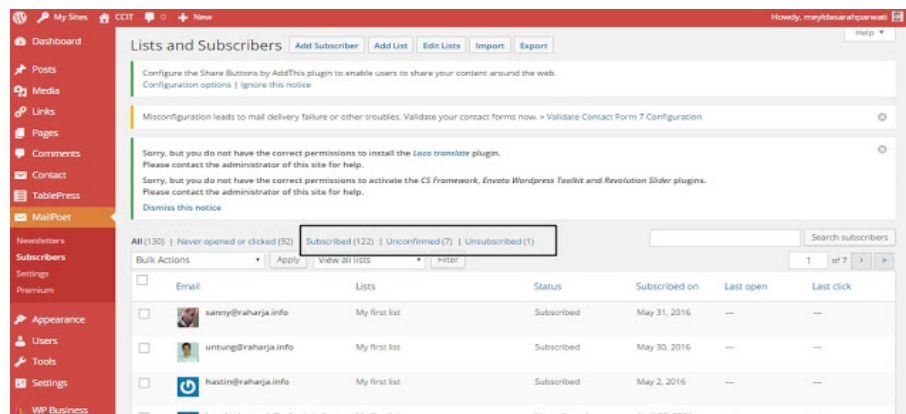 My Sites CCIT 0 + New Howdy, meyldasarahparwati
Help ▼
Dashboard
Posts
Media
Links
Pages
Comments
Contact
TablePress
MailPoet
Newsletters
Subscribers
Settings
Premium
Appearance
Users
Tools
Settings
WP Business
Lists and Subscribers Add Subscriber Add List Edit Lists Import Export
Configure the Share Buttons by AddThis plugin to enable users to share your content around the web.
Configuration options | Ignore this notice
Misconfiguration leads to mail delivery failure or other troubles. Validate your contact forms now. » Validate Contact Form 7 Configuration
Sorry, but you do not have the correct permissions to install the Loco translate plugin.
Please contact the administrator of this site for help.
Sorry, but you do not have the correct permissions to activate the CS Framework, Envato Wordpress Toolkit and Revolution Slider plugins.
Please contact the administrator of this site for help.
Dismiss this notice
All (130) | Never opened or clicked (92) | Subscribed (122) | Unconfirmed (7) | Unsubscribed (1) Search subscribers
Bulk Actions Apply View all lists Filter 1 of 7 › »
Email Lists Status Subscribed on Last open Last click
sanny@raharja.info My first list Subscribed May 31, 2016 --- ---
untung@raharja.info My first list Subscribed May 30, 2016 --- ---
hastin@raharja.info My first list Subscribed May 2, 2016 --- ---